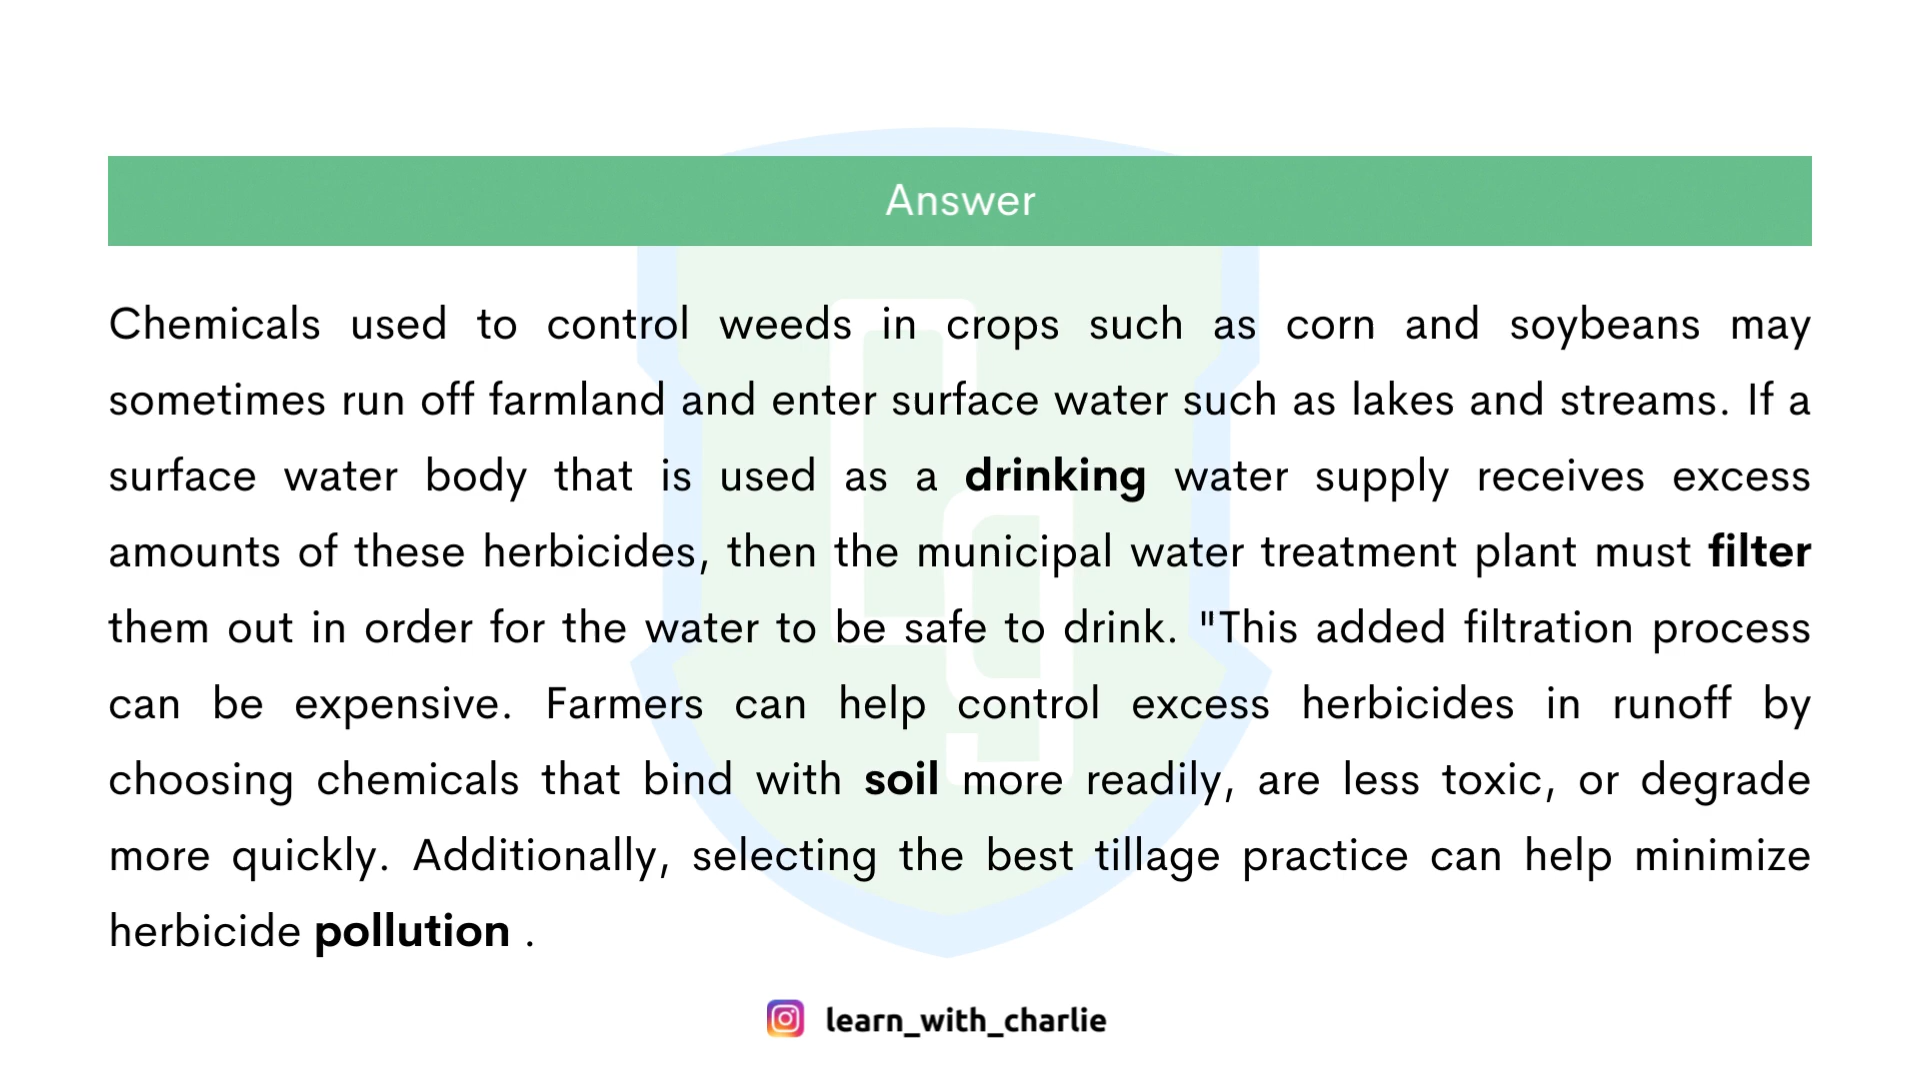 Answer
Chemicals used to control weeds in crops such as corn and soybeans may
sometimes run off farmland and enter surface water such as lakes and streams. If a
surface water body that is used as a drinking water supply receives excess
amounts of these herbicides, then the municipal water treatment plant must filter
them out in order for the water to be safe to drink. "This added filtration process
can be expensive. Farmers can help control excess herbicides in runoff by
choosing chemicals that bind with soil more readily, are less toxic, or degrade
more quickly. Additionally, selecting the best tillage practice can help minimize
herbicide pollution .
learn_with_charlie